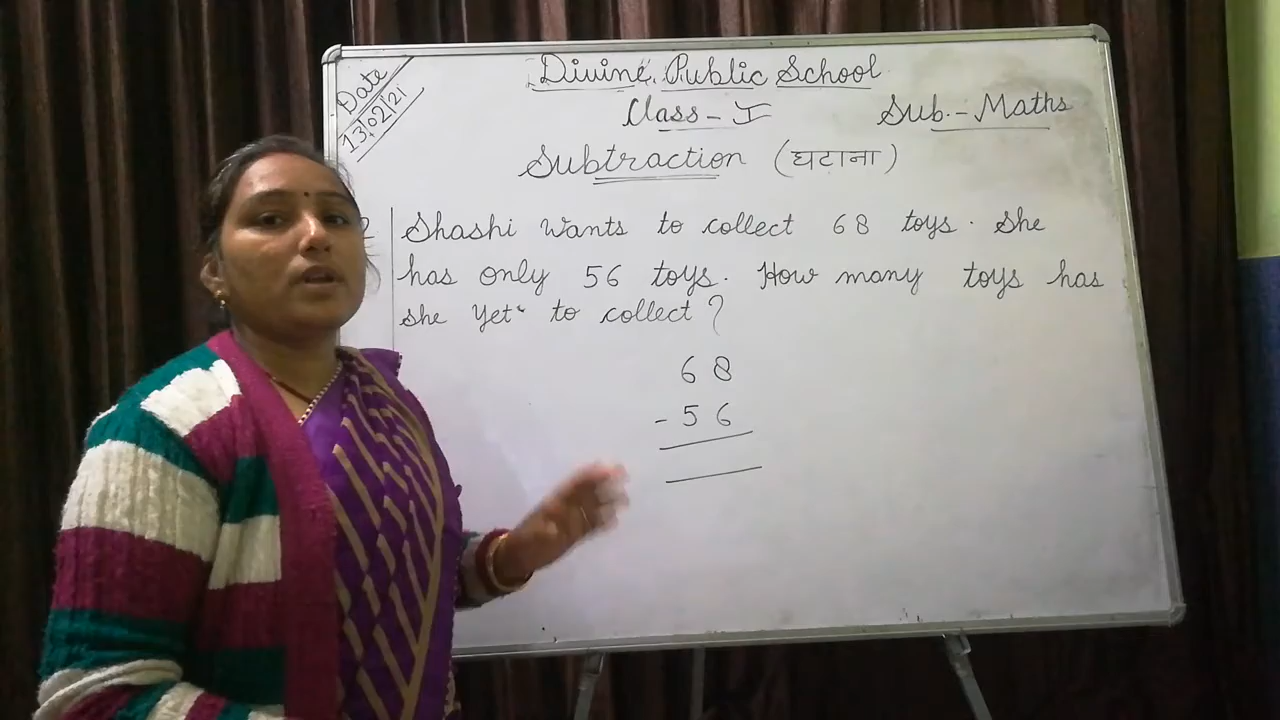 Date
13/02/21
Divine Public School
Class - I
Sub. - Maths
Subtraction (घटाना)
2
Shashi wants to collect 68 toys. She
has only 56 toys. How many toys has
she yet to collect?
68
- 56